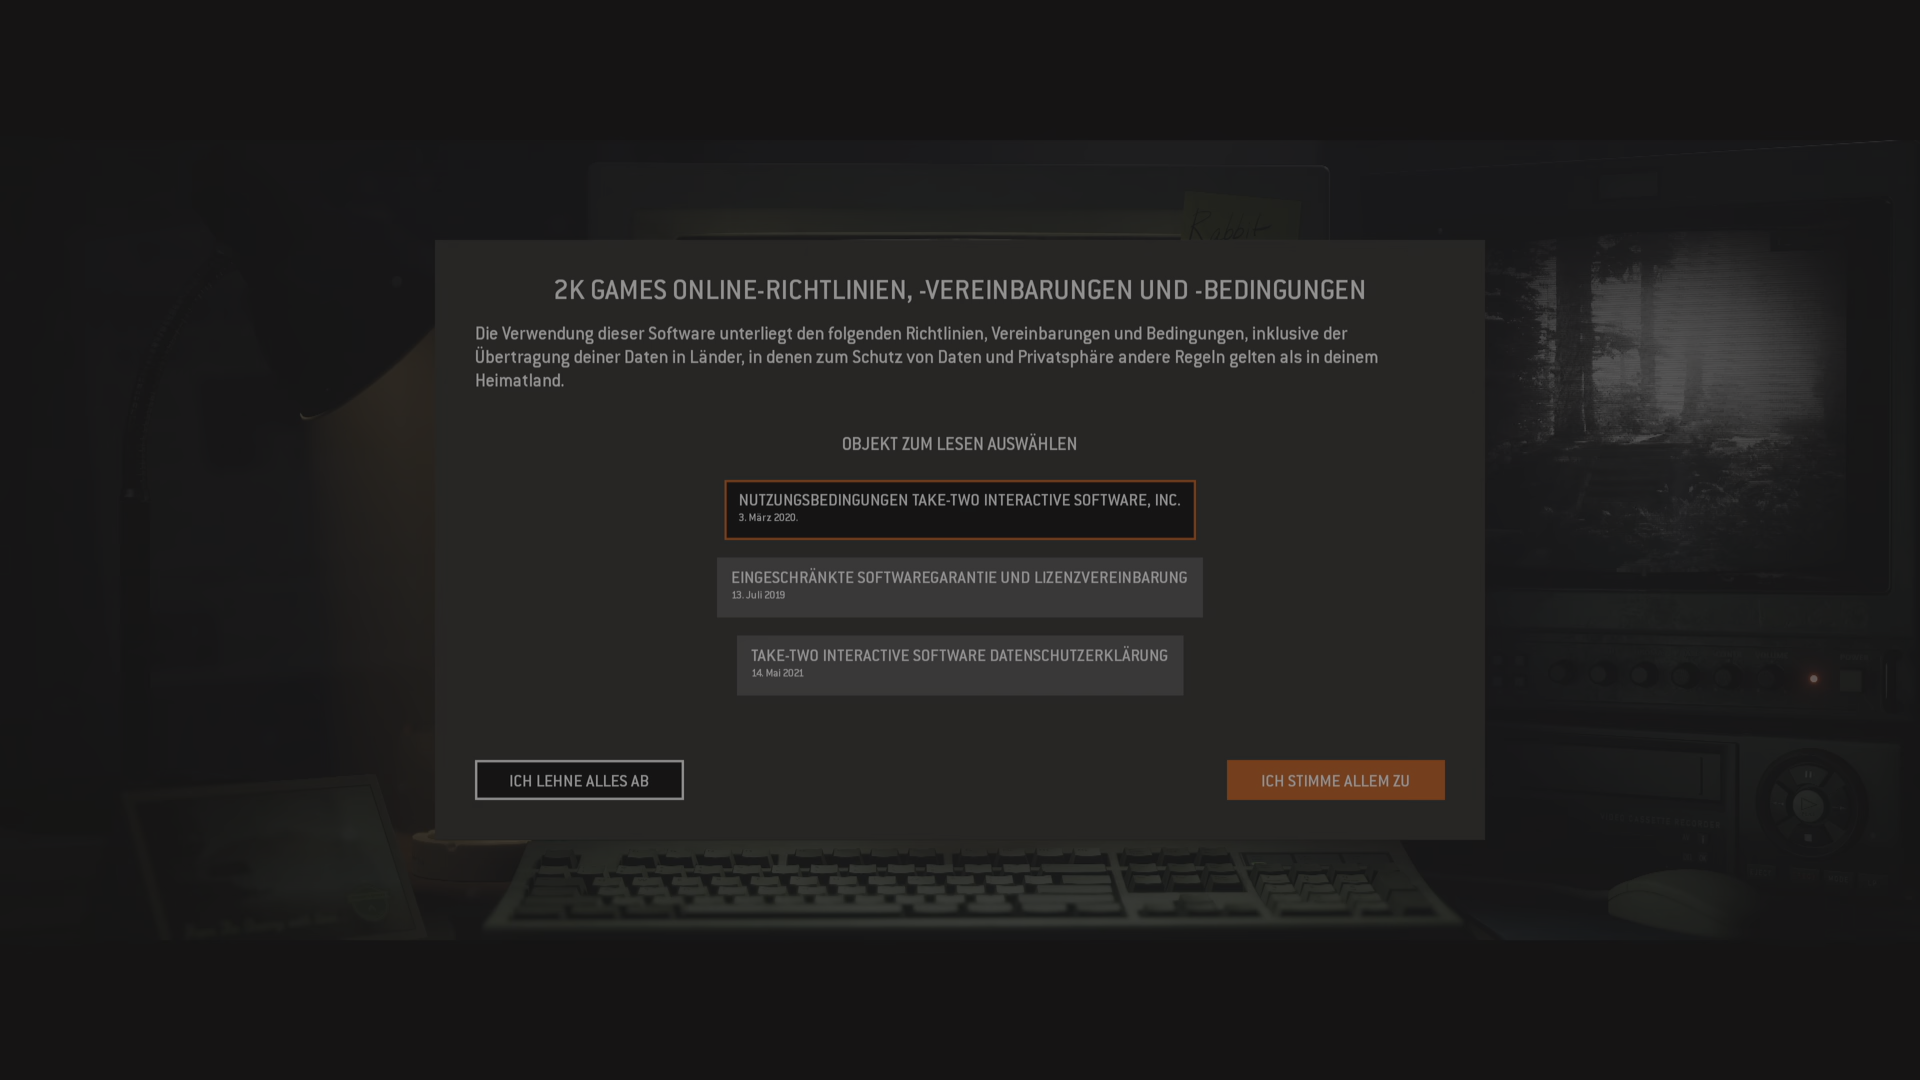 Rabbit
2K GAMES ONLINE-RICHTLINIEN, -VEREINBARUNGEN UND -BEDINGUNGEN
Die Verwendung dieser Software unterliegt den folgenden Richtlinien, Vereinbarungen und Bedingungen, inklusive der
Übertragung deiner Daten in Länder, in denen zum Schutz von Daten und Privatsphäre andere Regeln gelten als in deinem
Heimatland.
OBJEKT ZUM LESEN AUSWÄHLEN
NUTZUNGSBEDINGUNGEN TAKE-TWO INTERACTIVE SOFTWARE, INC.
3. März 2020.
EINGESCHRÄNKTE SOFTWAREGARANTIE UND LIZENZVEREINBARUNG
13. Juli 2019
TAKE-TWO INTERACTIVE SOFTWARE DATENSCHUTZERKLÄRUNG
14. Mai 2021
ICH LEHNE ALLES AB
ICH STIMME ALLEM ZU